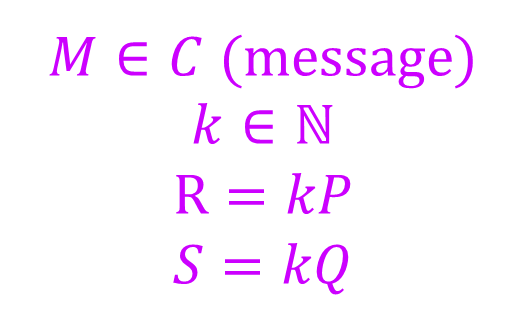 M ∈ C (message)
k ∈ ℕ
R = kP
S = kQ